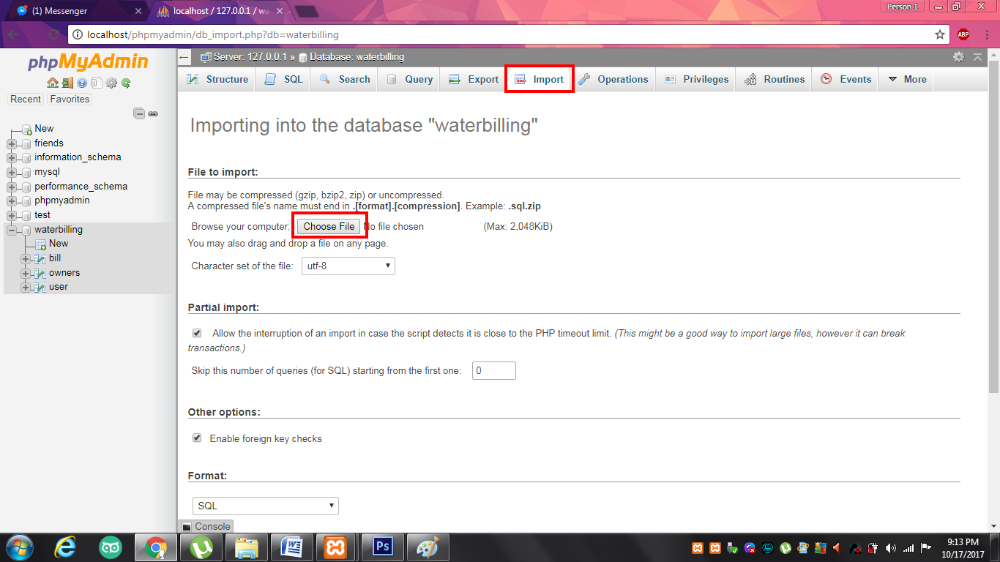 (1) Messenger
localhost / 127.0.0.1 / wa
Person 1
localhost/phpmyadmin/db_import.php?db=waterbilling
ABP
phpMyAdmin
Recent
Favorites
New
friends
information_schema
mysql
performance_schema
phpmyadmin
test
waterbilling
New
bill
owners
user
Server: 127.0.0.1 » Database: waterbilling
Structure
SQL
Search
Query
Export
Import
Operations
Privileges
Routines
Events
More
Importing into the database "waterbilling"
File to import:
File may be compressed (gzip, bzip2, zip) or uncompressed.
A compressed file's name must end in .[format].[compression]. Example: .sql.zip
Browse your computer: Choose File No file chosen (Max: 2,048KiB)
You may also drag and drop a file on any page.
Character set of the file: utf-8
Partial import:
Allow the interruption of an import in case the script detects it is close to the PHP timeout limit. (This might be a good way to import large files, however it can break
transactions.)
Skip this number of queries (for SQL) starting from the first one: 0
Other options:
Enable foreign key checks
Format:
SQL
Console
Ps
9:13 PM
10/17/2017